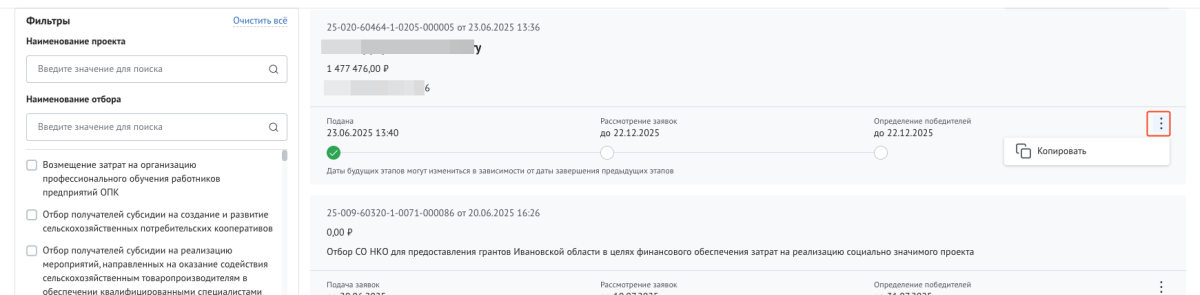 Фильтры
Очистить всё
Наименование проекта
Введите значение для поиска
Наименование отбора
Введите значение для поиска
Возмещение затрат на организацию
профессионального обучения работников
предприятий ОПК
Отбор получателей субсидии на создание и развитие
сельскохозяйственных потребительских кооперативов
Отбор получателей субсидии на реализацию
мероприятий, направленных на оказание содействия
сельскохозяйственным товаропроизводителям в
обеспечении квалифицированными специалистами
25-020-60464-1-0205-000005 от 23.06.2025 13:36
1 477 476,00 ₽
6
Подана
23.06.2025 13:40
Рассмотрение заявок
до 22.12.2025
Определение победителей
до 22.12.2025
Копировать
Даты будущих этапов могут измениться в зависимости от даты завершения предыдущих этапов
25-009-60320-1-0071-000086 от 20.06.2025 16:26
0,00 ₽
Отбор СО НКО для предоставления грантов Ивановской области в целях финансового обеспечения затрат на реализацию социально значимого проекта
Подача заявок
Рассмотрение заявок
Определение победителей